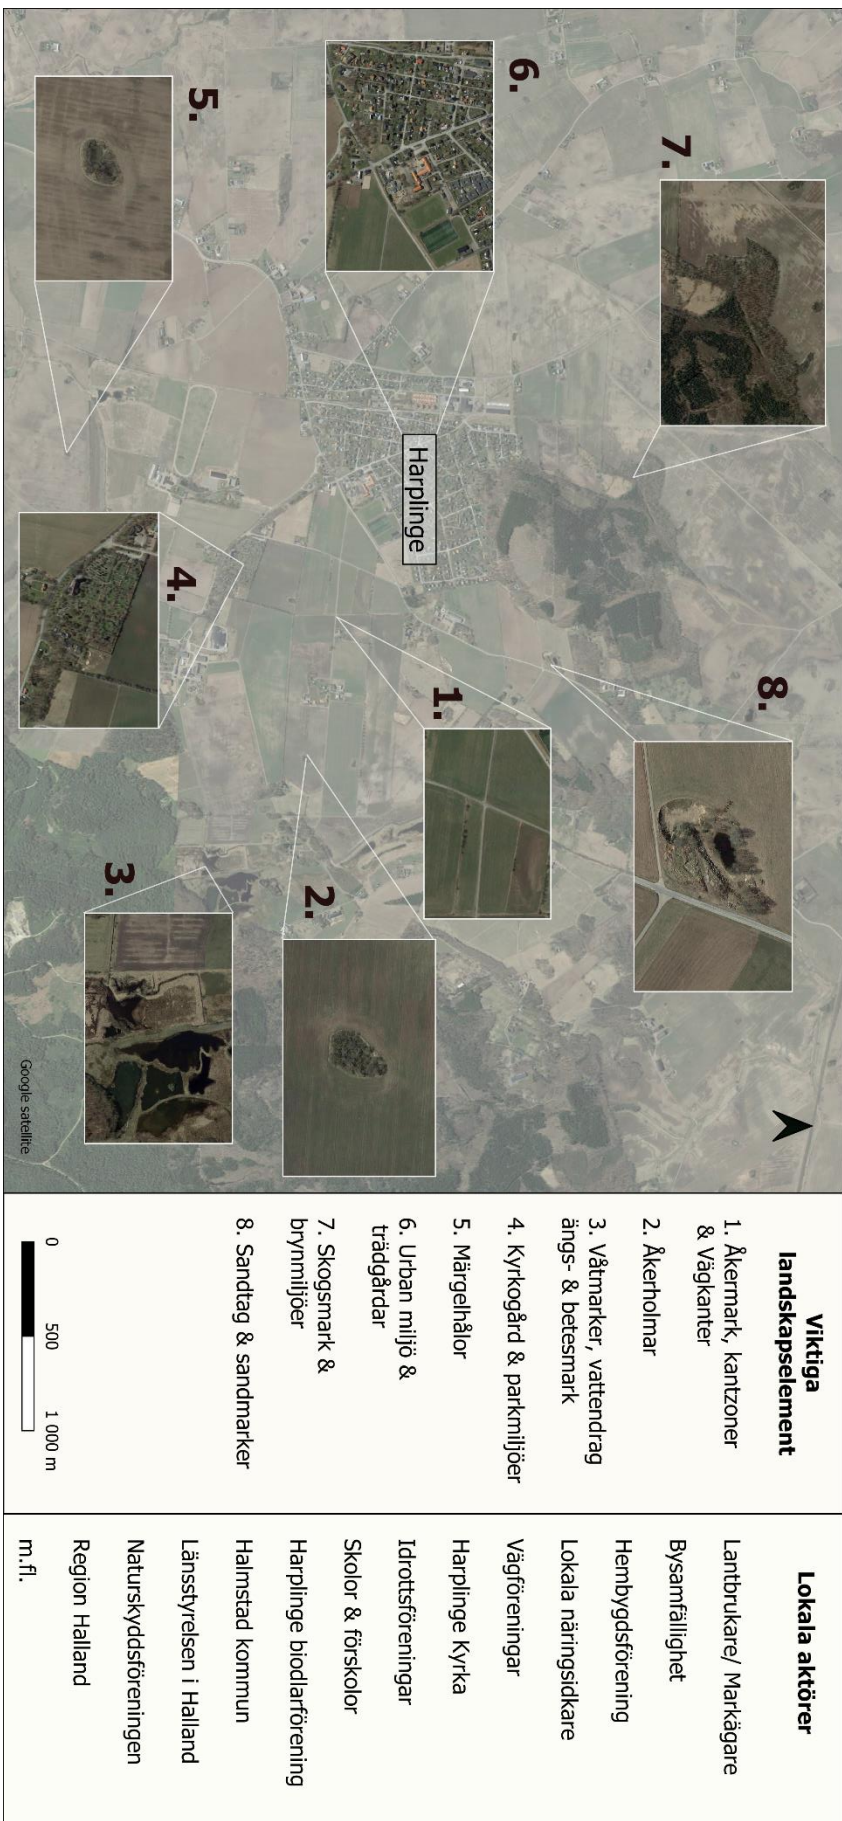 5.
6.
7.
Harplinge
4.
1.
8.
3.
2.
Google satellite
Viktiga
landskapselement
1. Åkermark, kantzoner
& Vägkanter
2. Åkerholmar
3. Våtmarker, vattendrag
ängs- & betesmark
4. Kyrkogård & parkmiljöer
5. Märgelhålor
6. Urban miljö &
trädgårdar
7. Skogsmark &
brynmiljöer
8. Sandtag & sandmarker
0 500 1 000 m
Lokala aktörer
Lantbrukare/ Markägare
Bysamfällighet
Hembygdsförening
Lokala näringsidkare
Vägföreningar
Harplinge Kyrka
Idrottsföreningar
Skolor & förskolor
Harplinge biodlarförening
Halmstad kommun
Länsstyrelsen i Halland
Naturskyddsföreningen
Region Halland
m.fl.